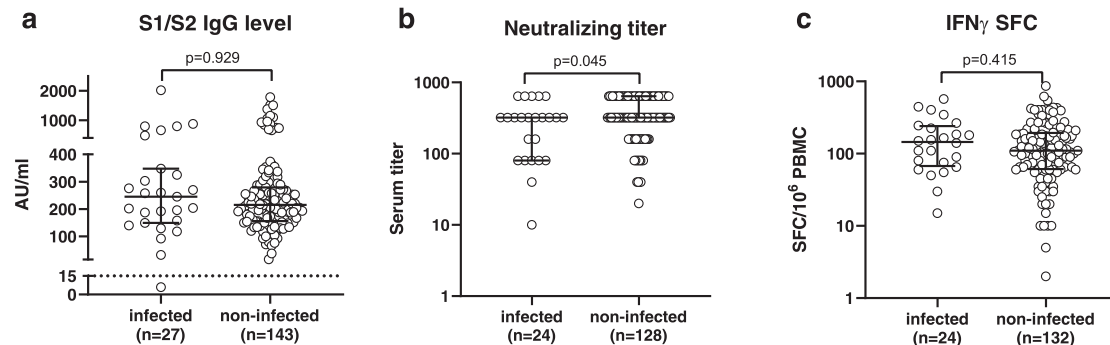 a
S1/S2 IgG level
p=0.929
AU/ml
2000
1000
400
300
200
100
15
0
infected
(n=27)
non-infected
(n=143)
b
Neutralizing titer
p=0.045
Serum titer
1000
100
10
1
infected
(n=24)
non-infected
(n=128)
c
IFNγ SFC
p=0.415
SFC/10⁶ PBMC
1000
100
10
1
infected
(n=24)
non-infected
(n=132)